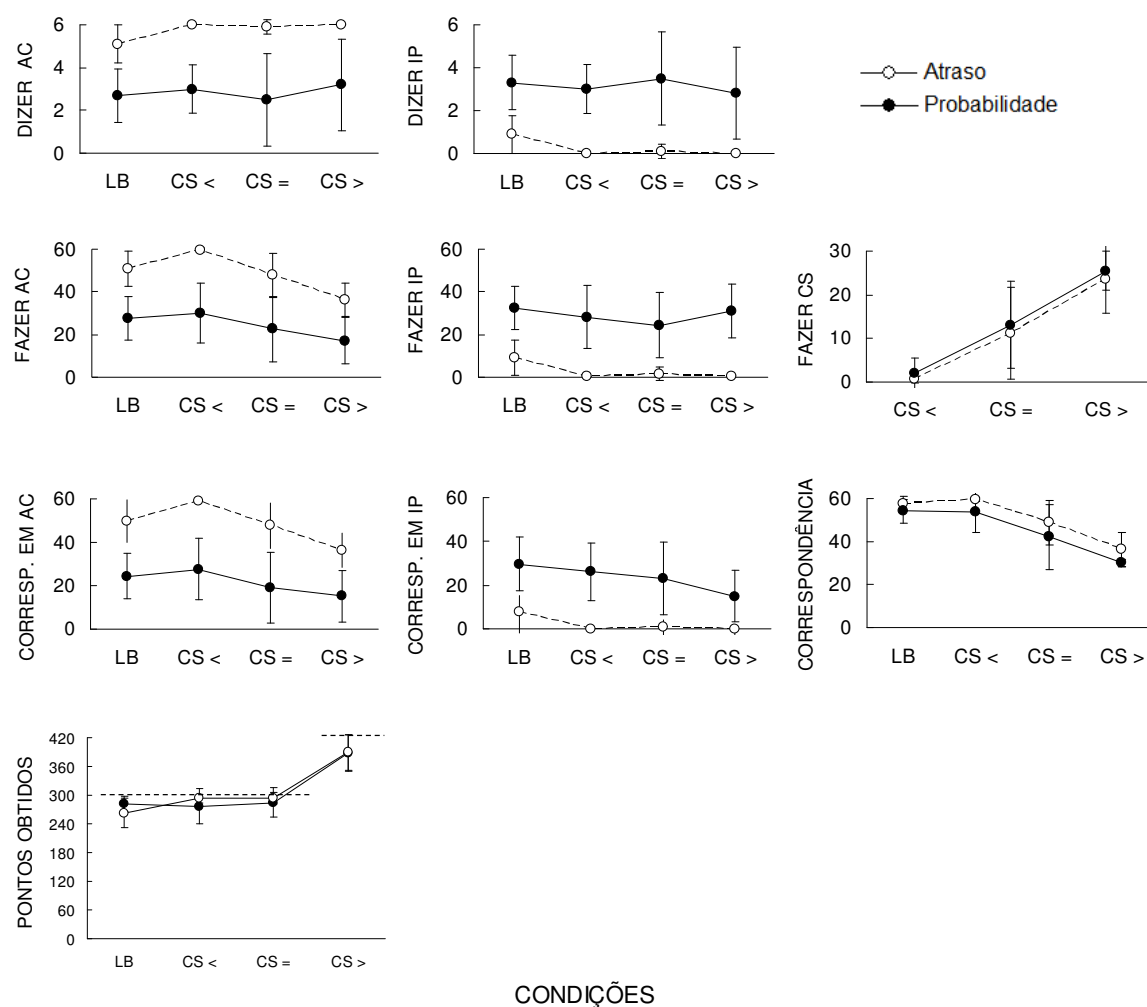 DIZER AC
6
4
2
0
LB CS < CS = CS >
DIZER IP
6
4
2
0
LB CS < CS = CS >
Atraso
Probabilidade
FAZER AC
60
40
20
0
LB CS < CS = CS >
FAZER IP
60
40
20
0
LB CS < CS = CS >
FAZER CS
30
20
10
0
CS < CS = CS >
CORRESP. EM AC
60
40
20
0
LB CS < CS = CS >
CORRESP. EM IP
60
40
20
0
LB CS < CS = CS >
CORRESPONDÊNCIA
60
40
20
0
LB CS < CS = CS >
PONTOS OBTIDOS
420
360
300
240
180
120
60
0
LB CS < CS = CS >
CONDIÇÕES